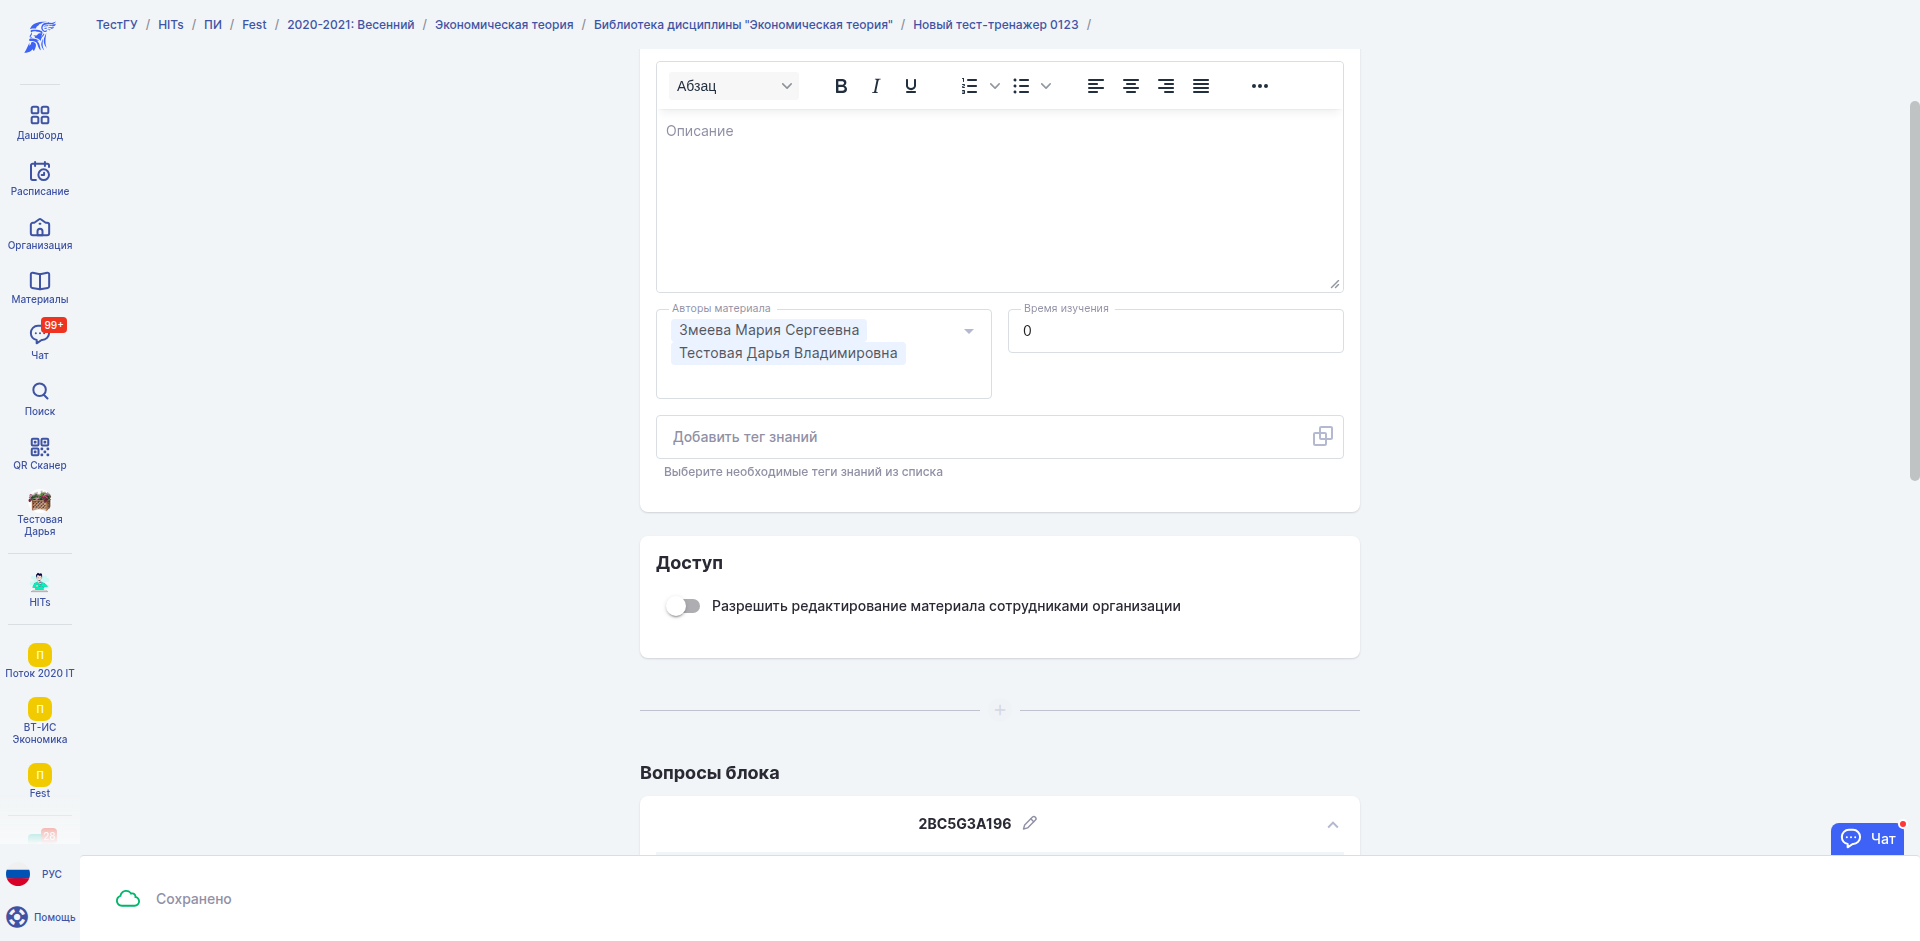 ТестГУ / HITs / ПИ / Fest / 2020-2021: Весенний / Экономическая теория / Библиотека дисциплины "Экономическая теория" / Новый тест-тренажер 0123 /
Дашборд
Расписание
Организация
Материалы
99+
Чат
Поиск
QR Сканер
Тестовая
Дарья
HITs
П
Поток 2020 IT
П
ВТ-ИС
Экономика
П
Fest
28
РУС
Помощь
Абзац
Описание
Авторы материала
Змеева Мария Сергеевна
Тестовая Дарья Владимировна
Время изучения
0
Добавить тег знаний
Выберите необходимые теги знаний из списка
Доступ
Разрешить редактирование материала сотрудниками организации
Вопросы блока
2BC5G3A196
Чат
Сохранено